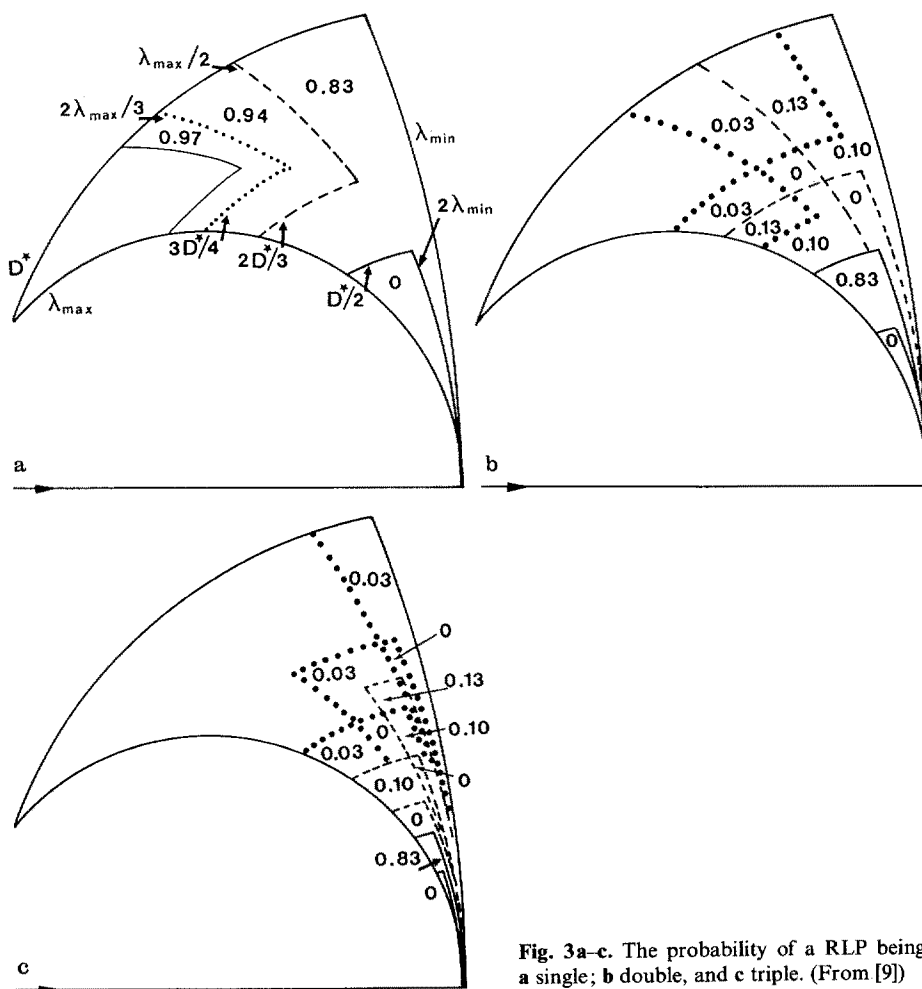 λmax/2
0.83
2λmax/3
0.94
0.97
λmin
2λmin
3D*/4
2D*/3
D*/2
0
D*
λmax
a
0.13
0.03
0.10
0
0
0.03
0.13
0.10
0.83
0
b
0.03
0
0.03
0.13
0.10
0
0.03
0
0.10
0
0.83
0
c
Fig. 3a–c. The probability of a RLP being
a single; b double, and c triple. (From [9])